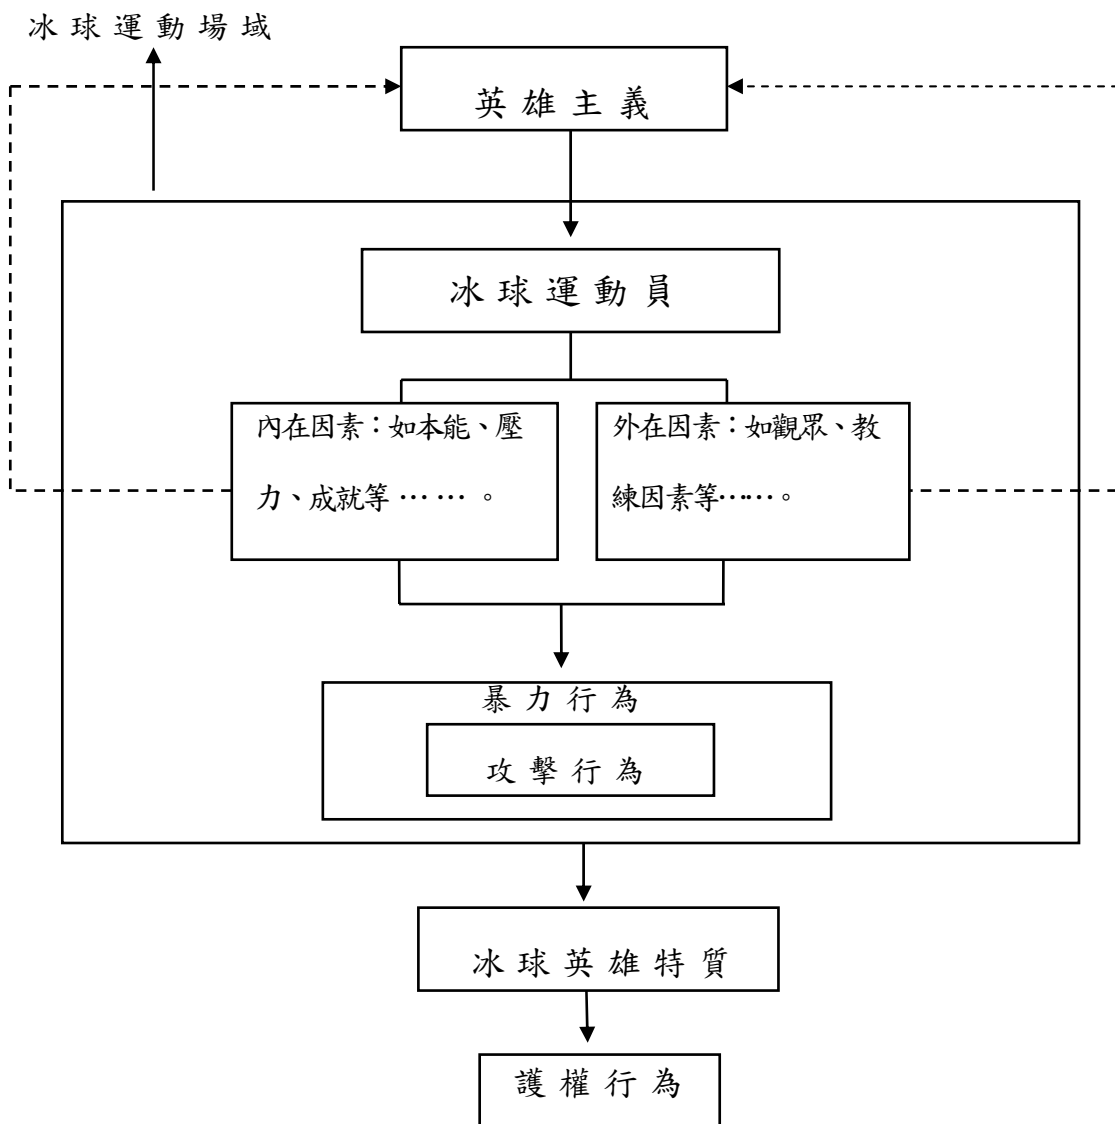 冰球運動場域
英雄主義
冰球運動員
內在因素：如本能、壓
力、成就等……。
外在因素：如觀眾、教
練因素等……。
暴力行為
攻擊行為
冰球英雄特質
護權行為